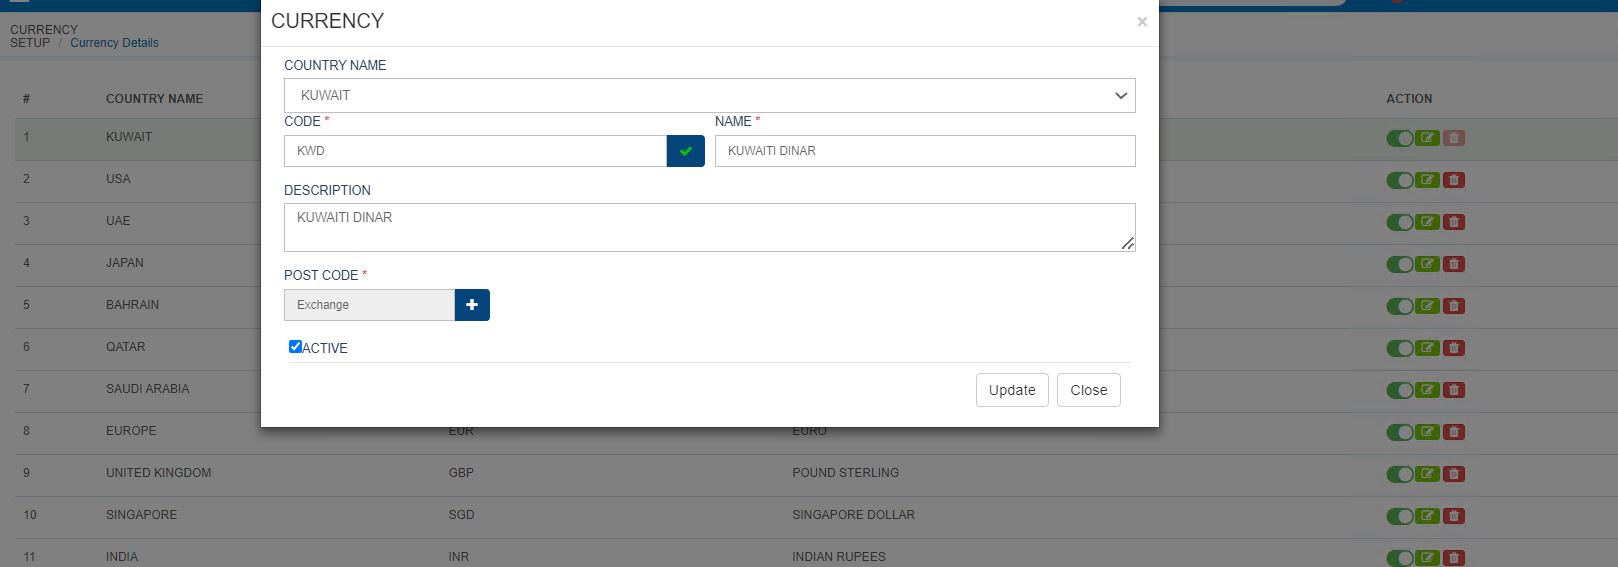 CURRENCY
×
CURRENCY
SETUP / Currency Details
COUNTRY NAME
KUWAIT
CODE *
NAME *
KWD
KUWAITI DINAR
DESCRIPTION
KUWAITI DINAR
POST CODE *
Exchange
ACTIVE
Update
Close
# COUNTRY NAME ACTION
1 KUWAIT
2 USA
3 UAE
4 JAPAN
5 BAHRAIN
6 QATAR
7 SAUDI ARABIA
8 EUROPE EUR EURO
9 UNITED KINGDOM GBP POUND STERLING
10 SINGAPORE SGD SINGAPORE DOLLAR
11 INDIA INR INDIAN RUPEES